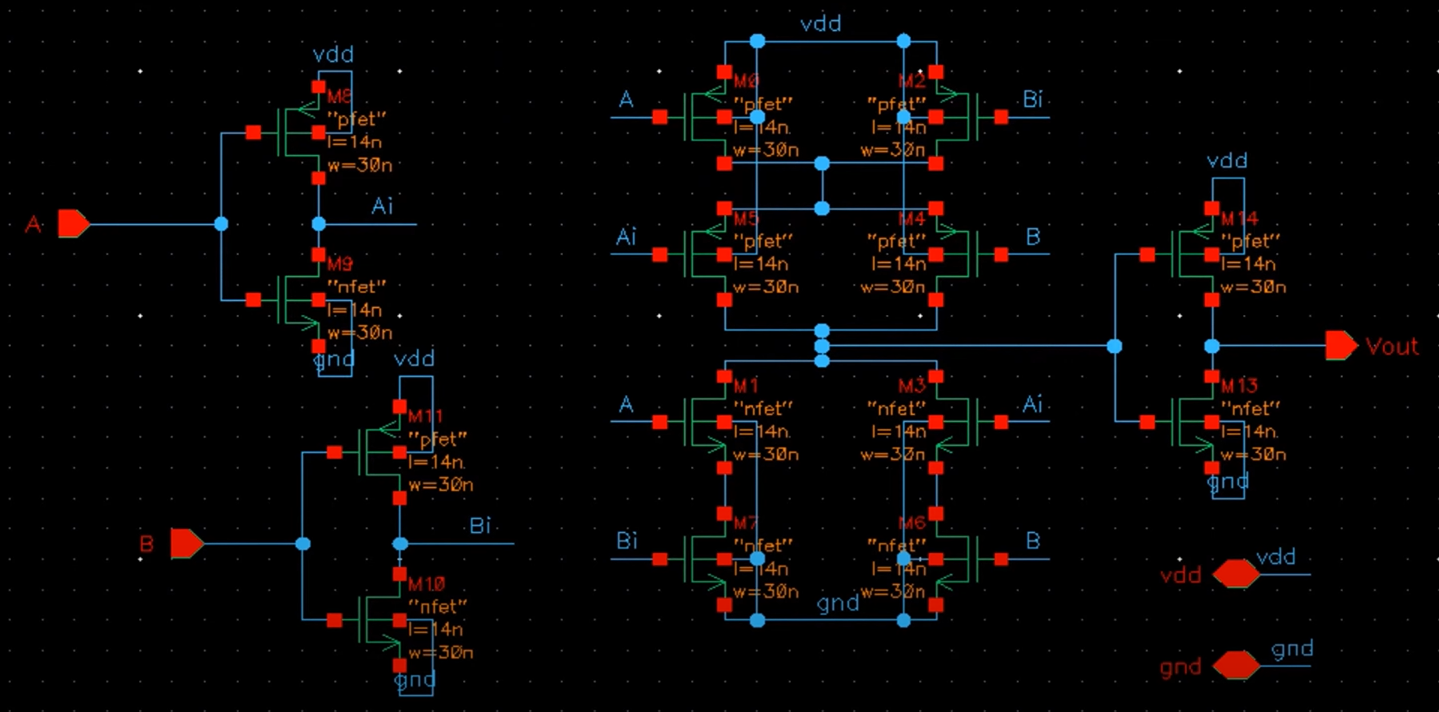 vdd
M8
"pfet"
l=14n
w=30n
A
Ai
M9
"nfet"
l=14n
w=30n
gnd
vdd
M11
"pfet"
l=14n
w=30n
B
Bi
M10
"nfet"
l=14n
w=30n
gnd
vdd
A
M0
"pfet"
l=14n
w=30n
M2
"pfet"
l=14n
w=30n
Bi
Ai
M5
"pfet"
l=14n
w=30n
M4
"pfet"
l=14n
w=30n
B
A
M1
"nfet"
l=14n
w=30n
M3
"nfet"
l=14n
w=30n
Ai
Bi
M7
"nfet"
l=14n
w=30n
M6
"nfet"
l=14n
w=30n
B
gnd
vdd
M14
"pfet"
l=14n
w=30n
Vout
M13
"nfet"
l=14n
w=30n
gnd
vdd
vdd
gnd
gnd